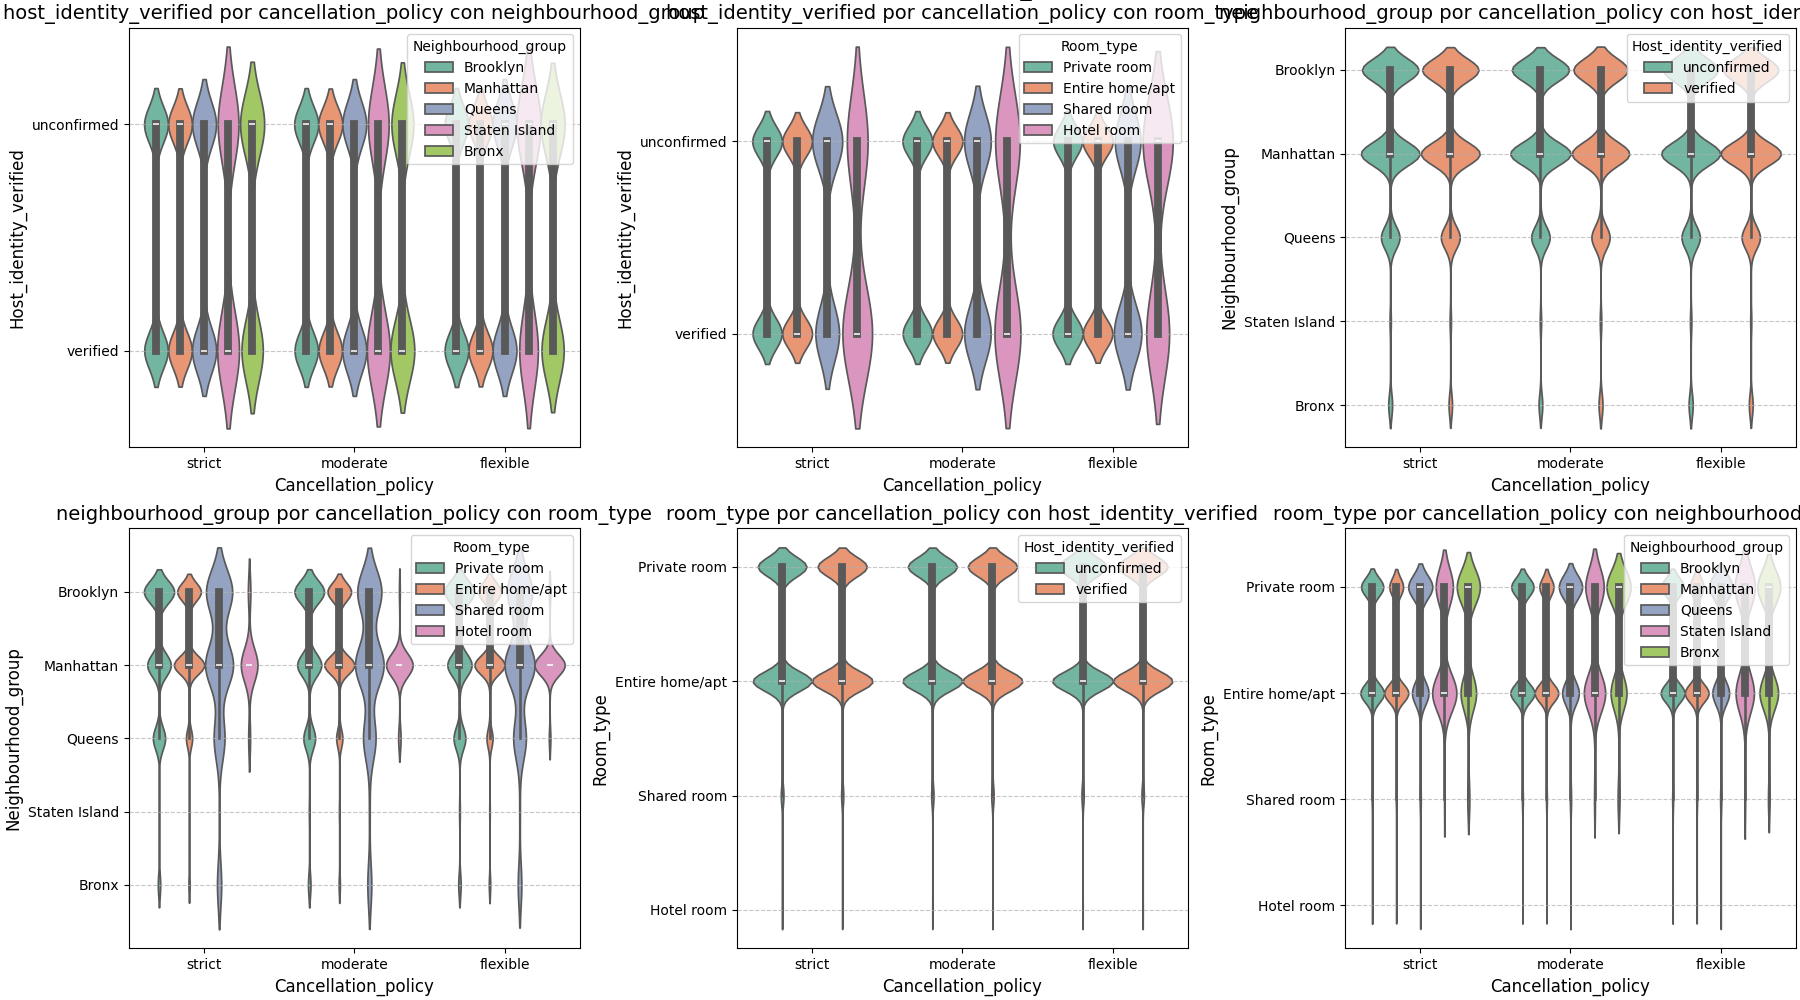 host_identity_verified por cancellation_policy con neighbourhood_group
Neighbourhood_group
Brooklyn
Manhattan
Queens
Staten Island
Bronx
unconfirmed
verified
Host_identity_verified
strict
moderate
flexible
Cancellation_policy
host_identity_verified por cancellation_policy con room_type
Room_type
Private room
Entire home/apt
Shared room
Hotel room
unconfirmed
verified
Host_identity_verified
strict
moderate
flexible
Cancellation_policy
neighbourhood_group por cancellation_policy con host_iden
Host_identity_verified
unconfirmed
verified
Brooklyn
Manhattan
Queens
Staten Island
Bronx
Neighbourhood_group
strict
moderate
flexible
Cancellation_policy
neighbourhood_group por cancellation_policy con room_type
Room_type
Private room
Entire home/apt
Shared room
Hotel room
Brooklyn
Manhattan
Queens
Staten Island
Bronx
Neighbourhood_group
strict
moderate
flexible
Cancellation_policy
room_type por cancellation_policy con host_identity_verified
Host_identity_verified
unconfirmed
verified
Private room
Entire home/apt
Shared room
Hotel room
Room_type
strict
moderate
flexible
Cancellation_policy
room_type por cancellation_policy con neighbourhood
Neighbourhood_group
Brooklyn
Manhattan
Queens
Staten Island
Bronx
Private room
Entire home/apt
Shared room
Hotel room
Room_type
strict
moderate
flexible
Cancellation_policy